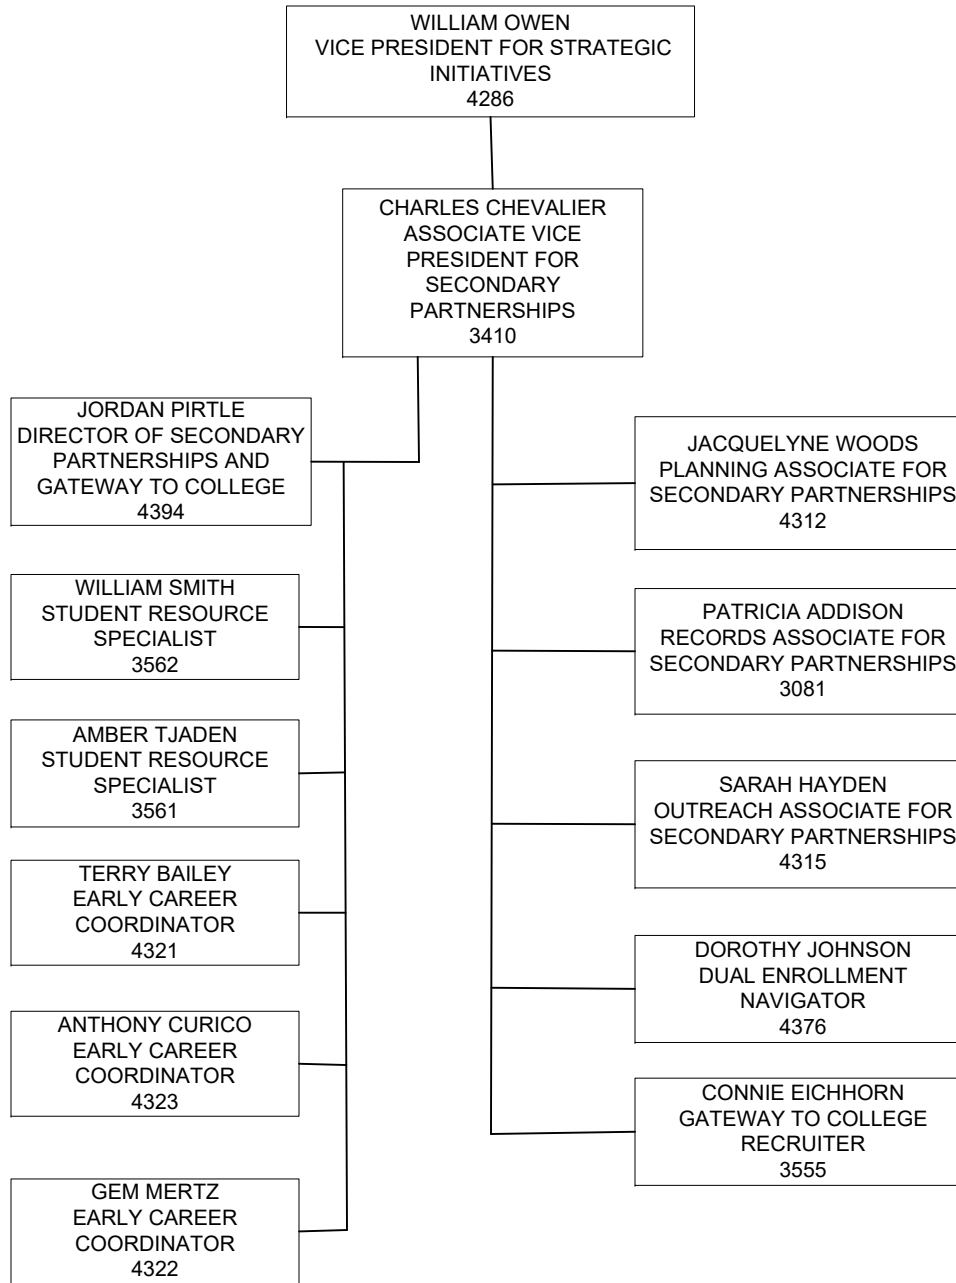 WILLIAM OWEN
VICE PRESIDENT FOR STRATEGIC
INITIATIVES
4286
CHARLES CHEVALIER
ASSOCIATE VICE
PRESIDENT FOR
SECONDARY
PARTNERSHIPS
3410
JORDAN PIRTLE
DIRECTOR OF SECONDARY
PARTNERSHIPS AND
GATEWAY TO COLLEGE
4394
WILLIAM SMITH
STUDENT RESOURCE
SPECIALIST
3562
AMBER TJADEN
STUDENT RESOURCE
SPECIALIST
3561
TERRY BAILEY
EARLY CAREER
COORDINATOR
4321
ANTHONY CURICO
EARLY CAREER
COORDINATOR
4323
GEM MERTZ
EARLY CAREER
COORDINATOR
4322
JACQUELYNE WOODS
PLANNING ASSOCIATE FOR
SECONDARY PARTNERSHIPS
4312
PATRICIA ADDISON
RECORDS ASSOCIATE FOR
SECONDARY PARTNERSHIPS
3081
SARAH HAYDEN
OUTREACH ASSOCIATE FOR
SECONDARY PARTNERSHIPS
4315
DOROTHY JOHNSON
DUAL ENROLLMENT
NAVIGATOR
4376
CONNIE EICHHORN
GATEWAY TO COLLEGE
RECRUITER
3555